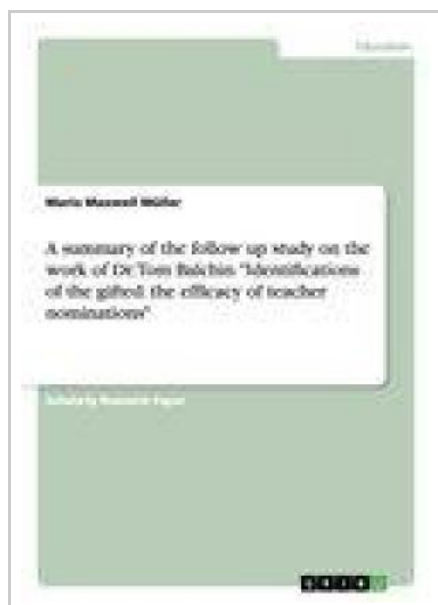 Education
Mario Maxwell Müller
A summary of the follow up study on the
work of Dr. Tom Balchin "Identifications
of the gifted: the efficacy of teacher
nominations"
Scholarly Research Paper
GRIN